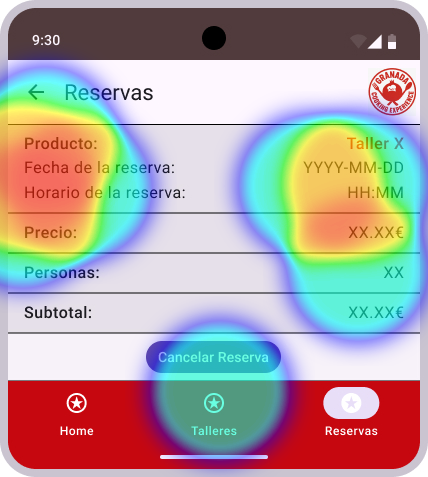 9:30
Reservas
GRANADA
COOKING EXPERIENCE
Producto: Taller X
Fecha de la reserva: YYYY-MM-DD
Horario de la reserva: HH:MM
Precio: XX.XX€
Personas: XX
Subtotal: XX.XX€
Cancelar Reserva
Home Talleres Reservas